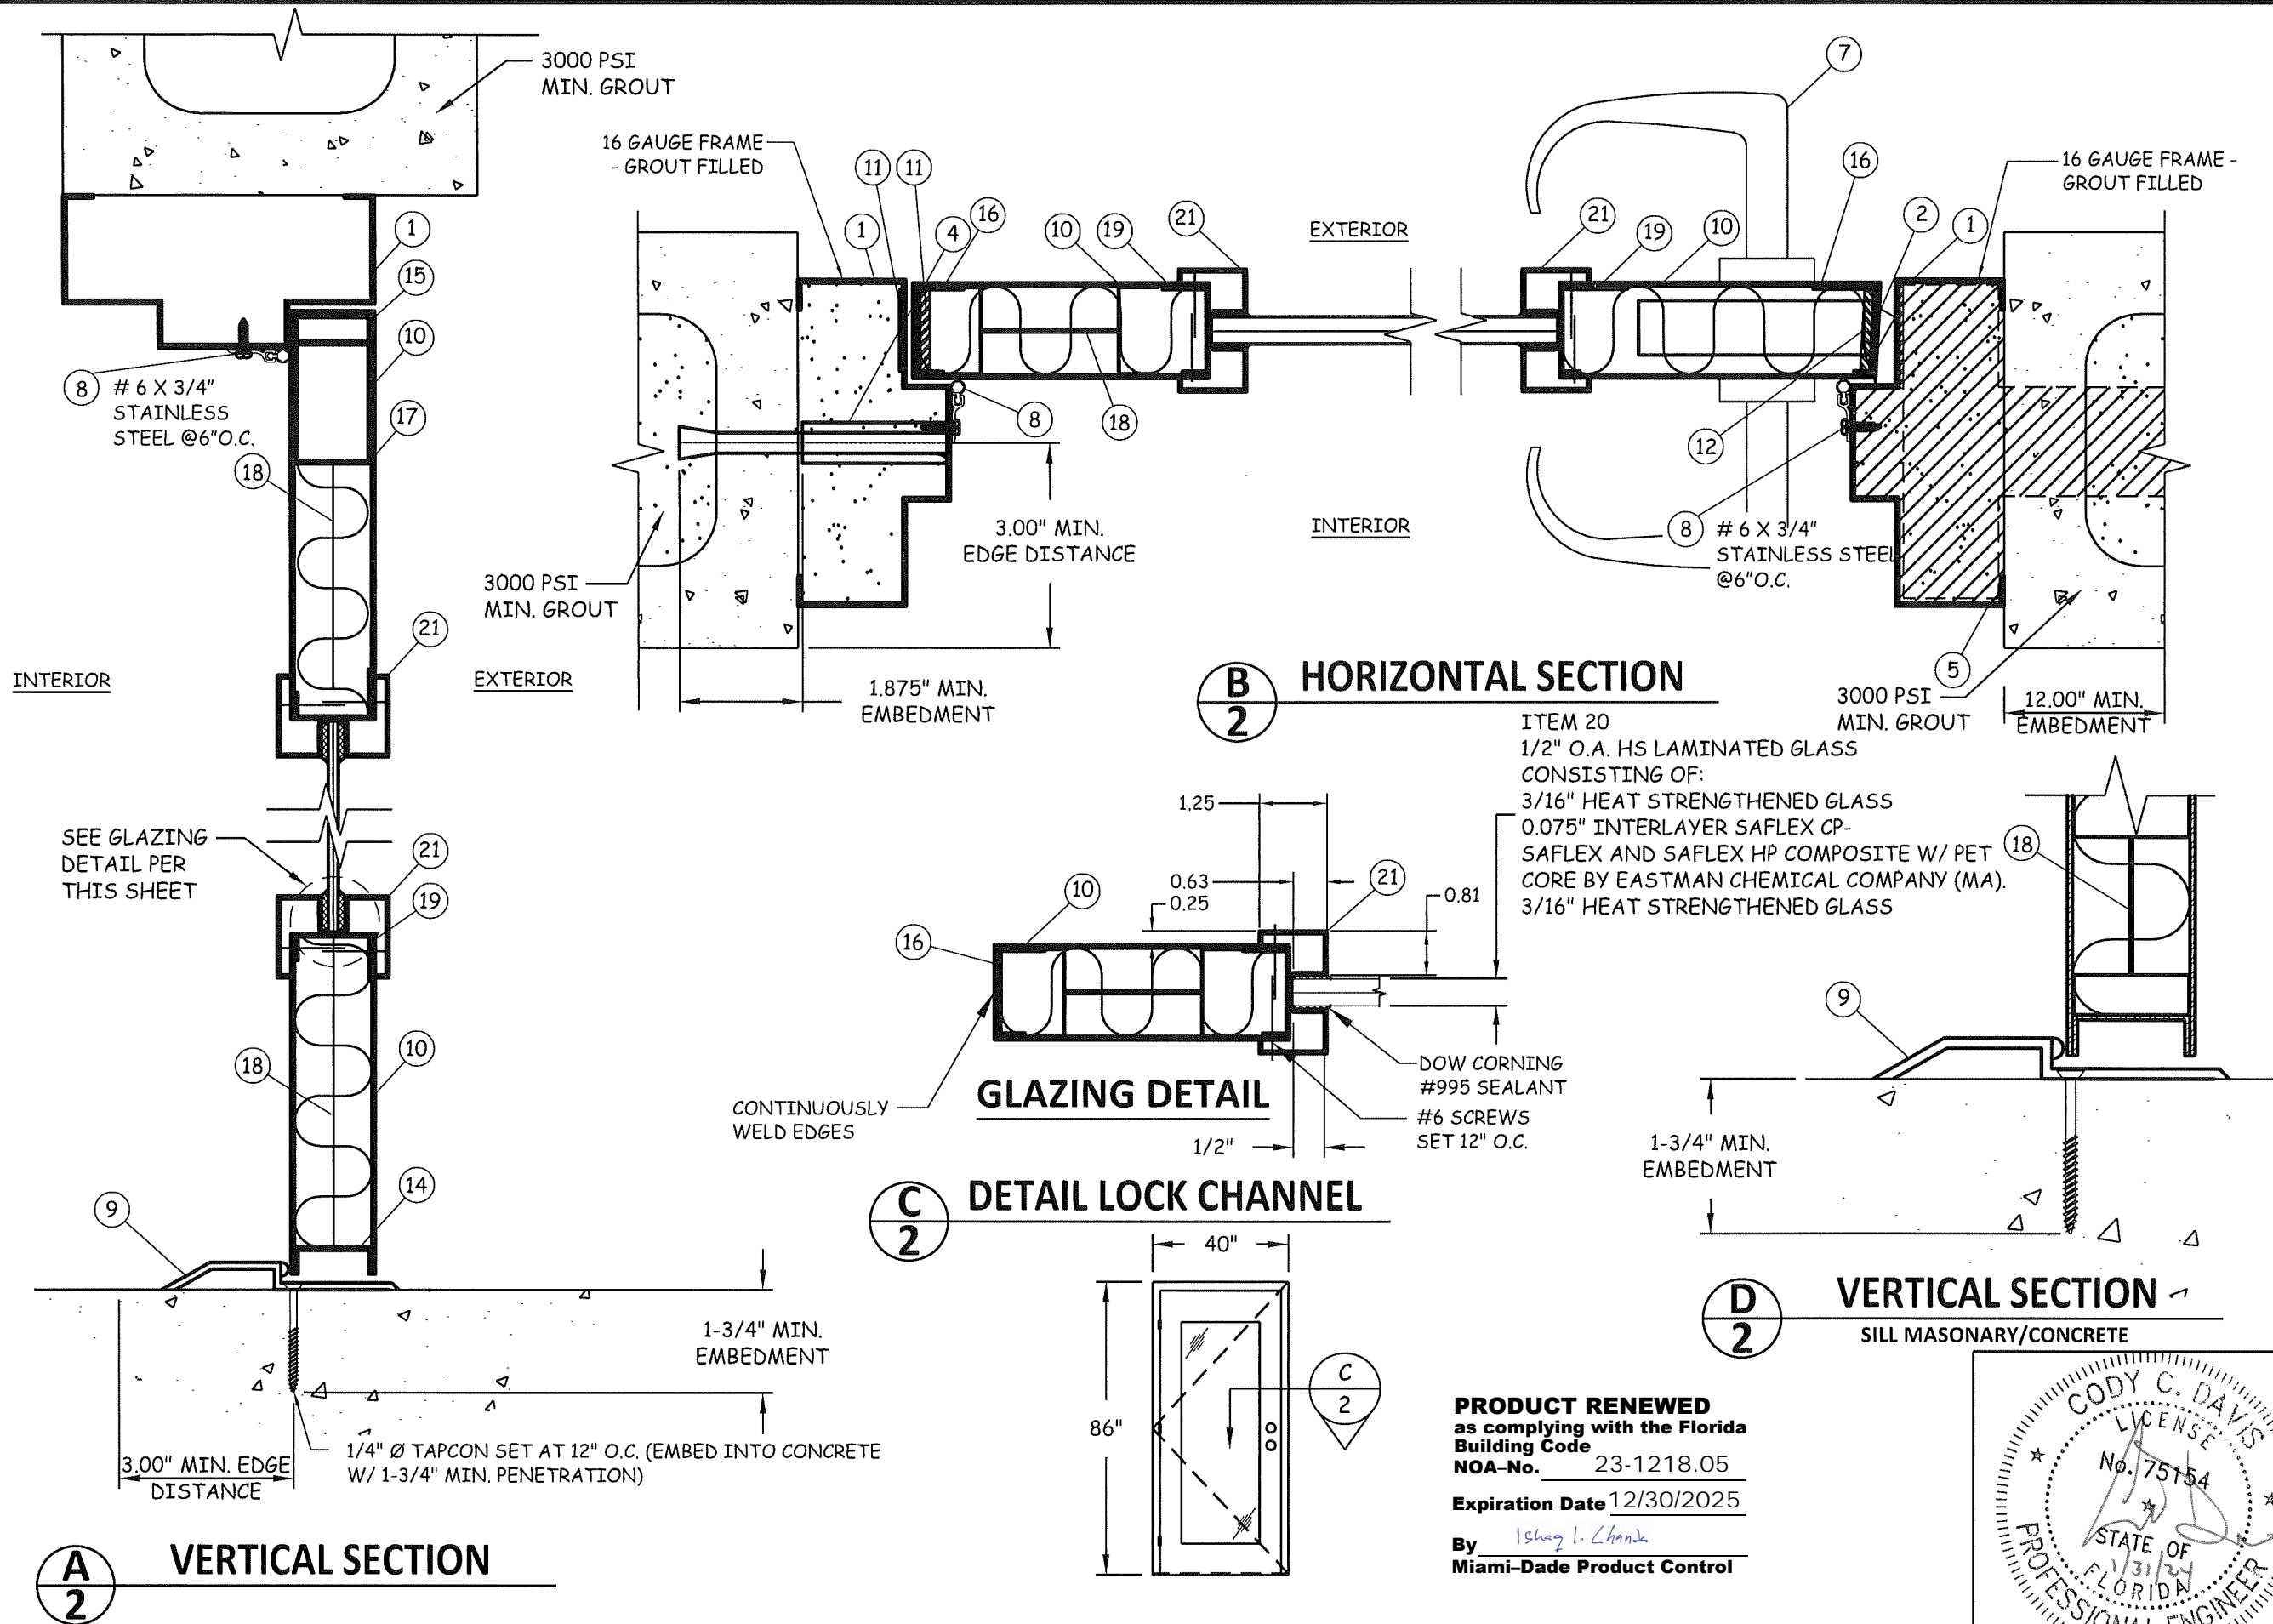 3000 PSI
MIN. GROUT
1
15
10
8
# 6 X 3/4"
STAINLESS
STEEL @6"O.C.
17
18
21
INTERIOR
EXTERIOR
SEE GLAZING
DETAIL PER
THIS SHEET
21
19
10
18
14
9
1-3/4" MIN.
EMBEDMENT
1/4" Ø TAPCON SET AT 12" O.C. (EMBED INTO CONCRETE
W/ 1-3/4" MIN. PENETRATION)
3.00" MIN. EDGE
DISTANCE
A
2
VERTICAL SECTION
16 GAUGE FRAME
- GROUT FILLED
11
11
1
4
16
10
19
21
EXTERIOR
7
16
21
19
10
2
1
16 GAUGE FRAME -
GROUT FILLED
8
18
12
3.00" MIN.
EDGE DISTANCE
INTERIOR
8
# 6 X 3/4"
STAINLESS STEEL
@6"O.C.
3000 PSI
MIN. GROUT
1.875" MIN.
EMBEDMENT
5
3000 PSI
MIN. GROUT
12.00" MIN.
EMBEDMENT
B
2
HORIZONTAL SECTION
ITEM 20
1/2" O.A. HS LAMINATED GLASS
CONSISTING OF:
3/16" HEAT STRENGTHENED GLASS
0.075" INTERLAYER SAFLEX CP-
SAFLEX AND SAFLEX HP COMPOSITE W/ PET
CORE BY EASTMAN CHEMICAL COMPANY (MA).
3/16" HEAT STRENGTHENED GLASS
1.25
0.63
0.25
21
0.81
10
16
CONTINUOUSLY
WELD EDGES
GLAZING DETAIL
DOW CORNING
#995 SEALANT
#6 SCREWS
SET 12" O.C.
1/2"
C
2
DETAIL LOCK CHANNEL
40"
86"
C
2
18
9
1-3/4" MIN.
EMBEDMENT
D
2
VERTICAL SECTION
SILL MASONARY/CONCRETE
PRODUCT RENEWED
as complying with the Florida
Building Code
NOA–No. 23-1218.05
Expiration Date 12/30/2025
By Ishaq I. Chanda
Miami–Dade Product Control
CODY C. DAVIS
LICENSE
No. 75154
STATE OF
FLORIDA
1/31/24
PROFESSIONAL ENGINEER